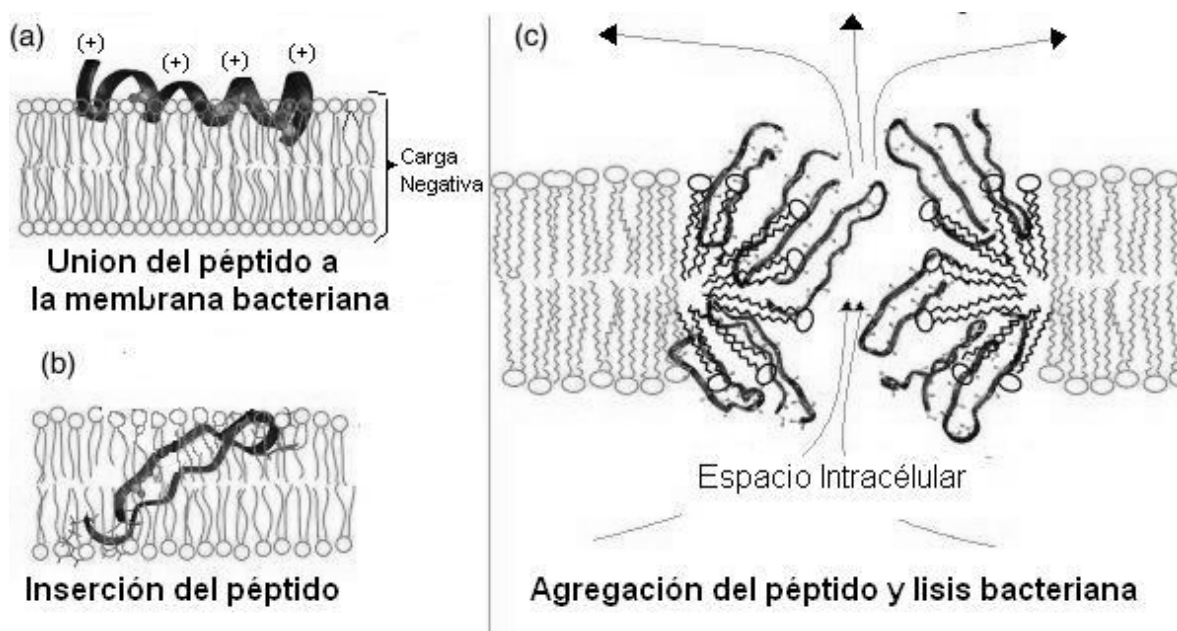 (a)
(+)
(+)
(+)
(+)
Carga
Negativa
Union del péptido a
la membrana bacteriana
(b)
Inserción del péptido
(c)
Espacio Intracélular
Agregación del péptido y lisis bacteriana